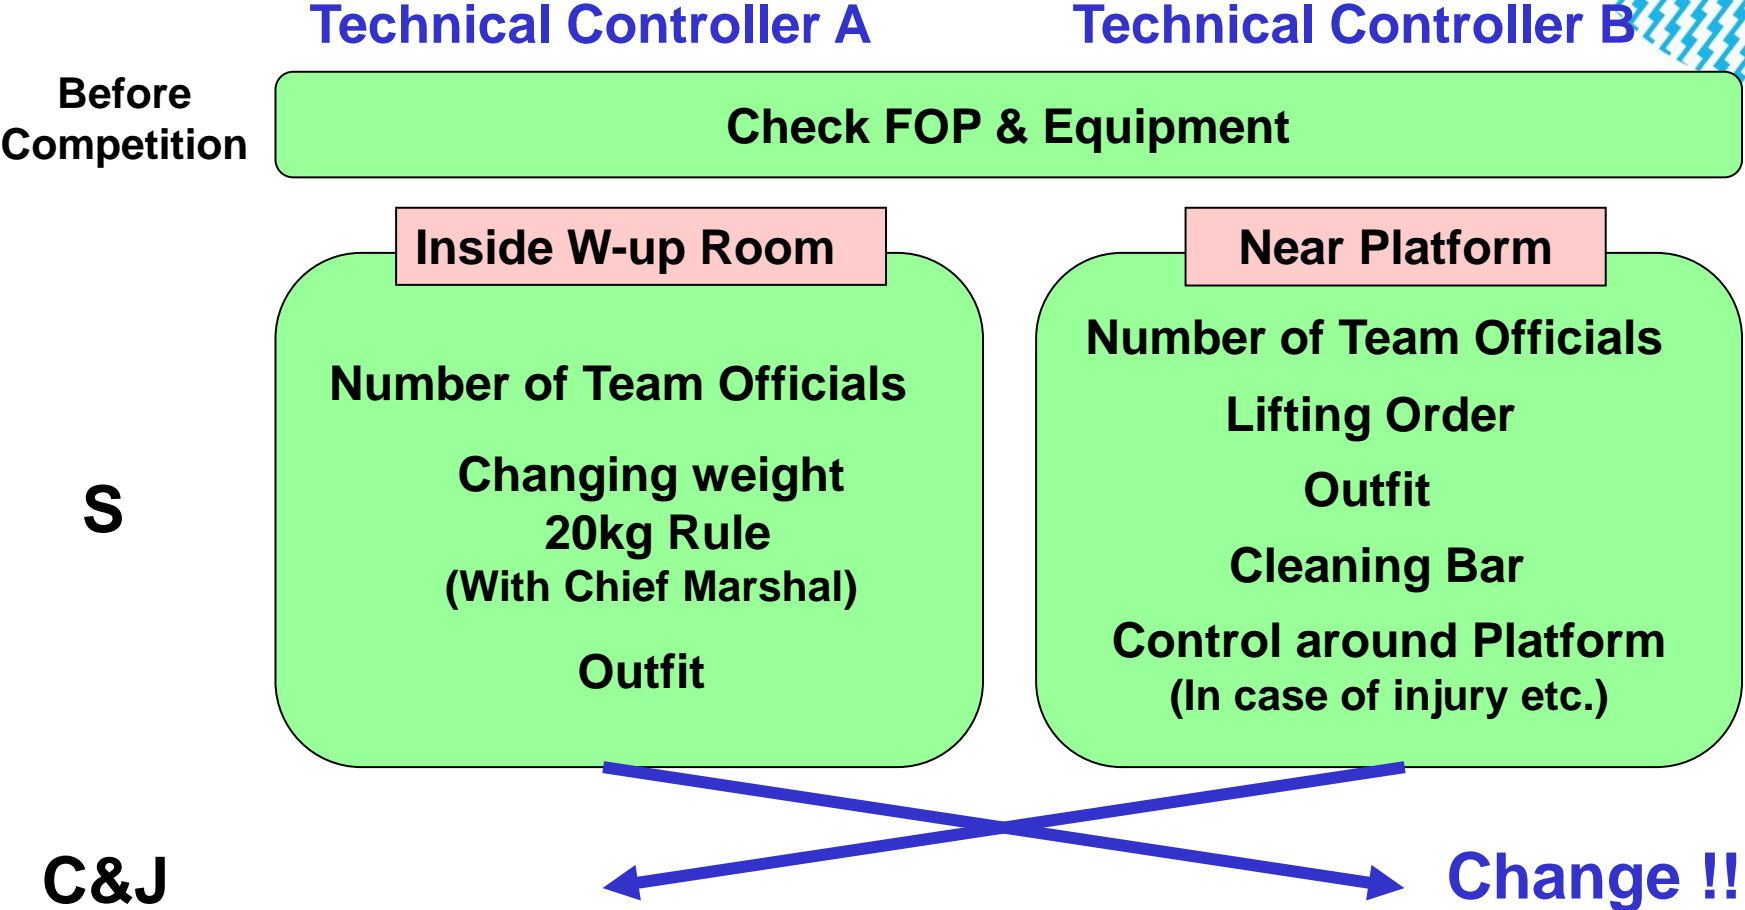 Technical Controller A
Technical Controller B
Before
Competition
Check FOP & Equipment
Inside W-up Room
Number of Team Officials
Changing weight
20kg Rule
(With Chief Marshal)
Outfit
Near Platform
Number of Team Officials
Lifting Order
Outfit
Cleaning Bar
Control around Platform
(In case of injury etc.)
S
C&J
Change !!